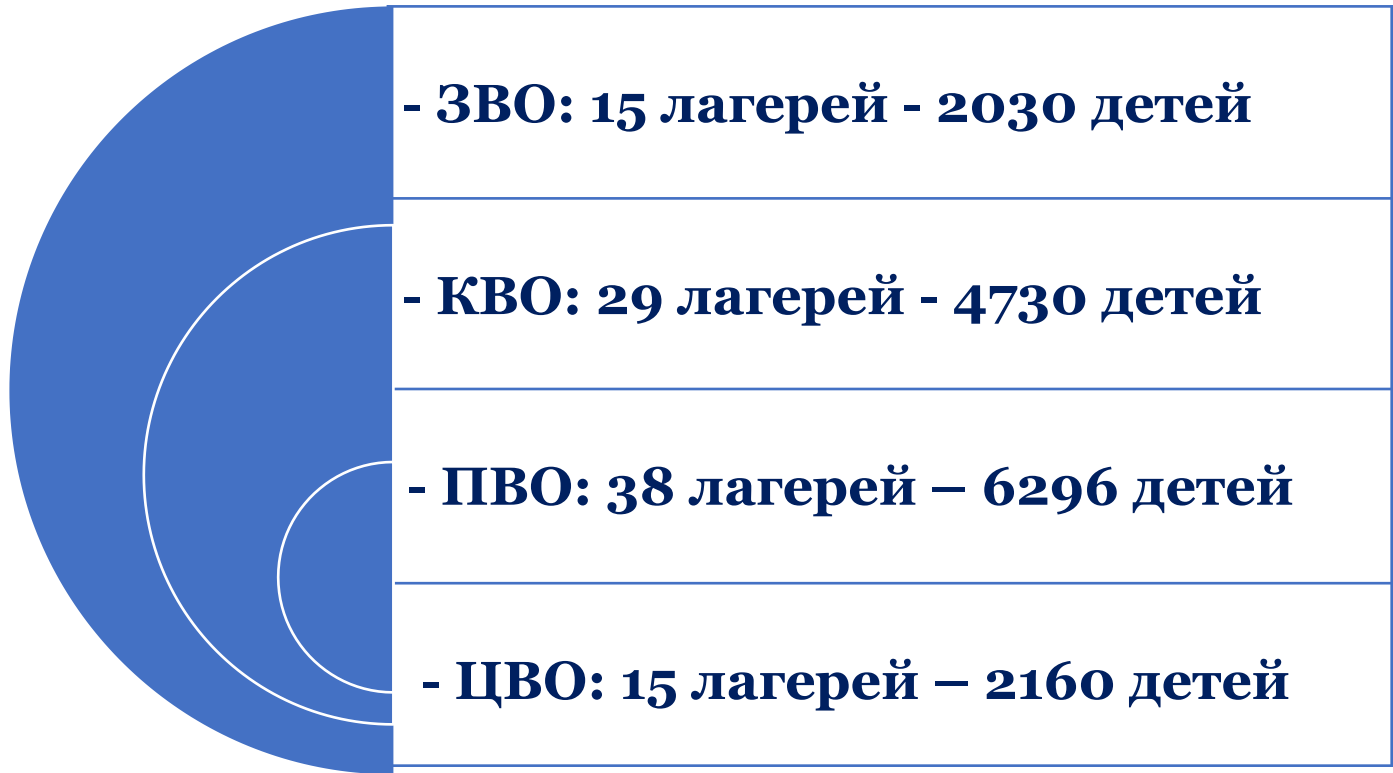 - ЗВО: 15 лагерей - 2030 детей
- КВО: 29 лагерей - 4730 детей
- ПВО: 38 лагерей – 6296 детей
- ЦВО: 15 лагерей – 2160 детей